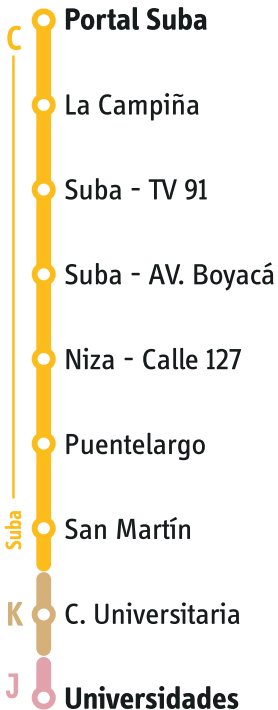 Portal Suba
C
La Campiña
Suba - TV 91
Suba - AV. Boyacá
Niza - Calle 127
Puentelargo
Suba
San Martín
K
C. Universitaria
J
Universidades